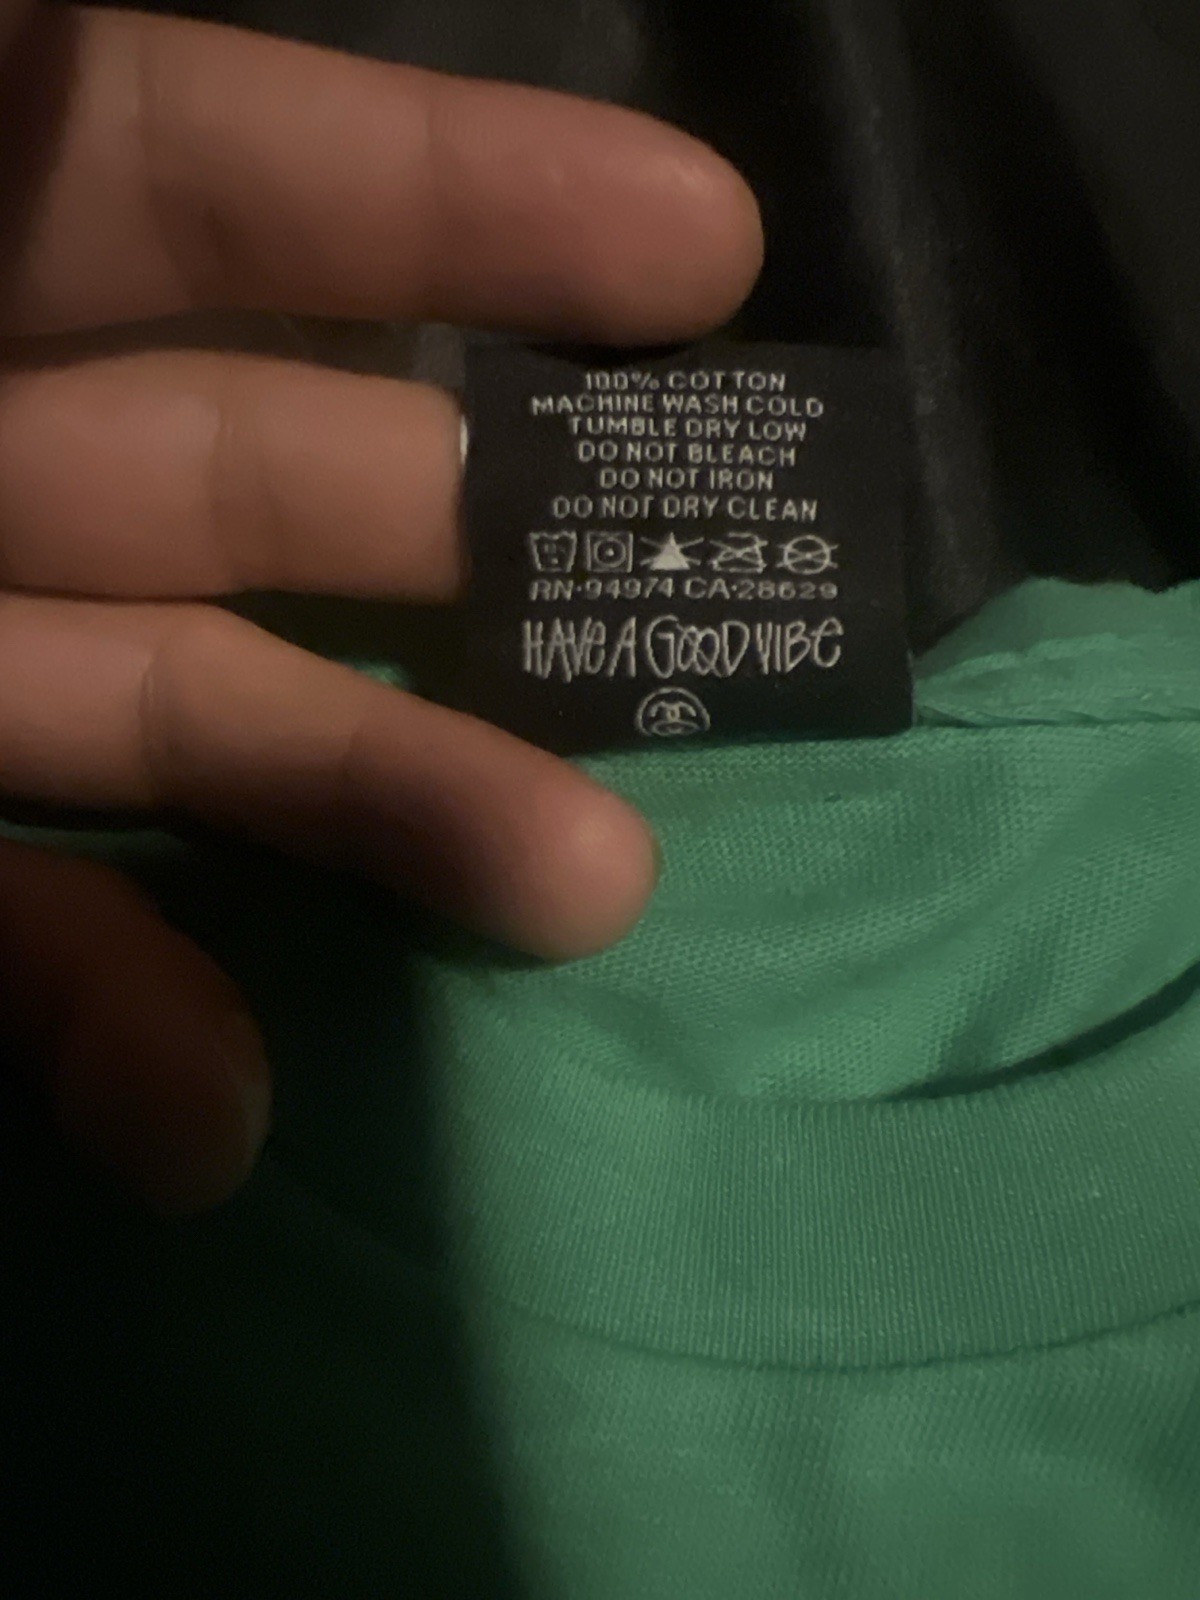 100% COTTON
MACHINE WASH COLD
TUMBLE DRY LOW
DO NOT BLEACH
DO NOT IRON
DO NOT DRY CLEAN
RN·94974 CA·28629
HAVE A GOOD VIBE